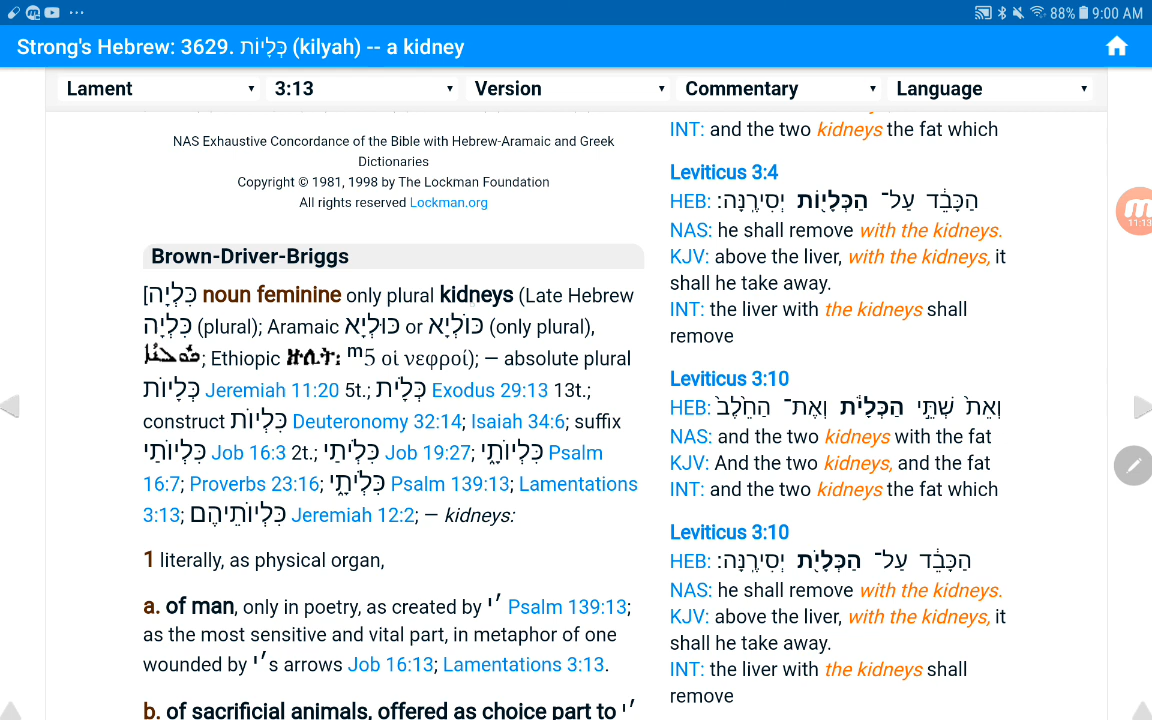 88% 9:00 AM
Strong's Hebrew: 3629. כִּלְיוֹת (kilyah) -- a kidney
Lament 3:13 Version Commentary Language
NAS Exhaustive Concordance of the Bible with Hebrew-Aramaic and Greek
Dictionaries
Copyright © 1981, 1998 by The Lockman Foundation
All rights reserved Lockman.org
Brown-Driver-Briggs
[כִּלְיָה noun feminine only plural kidneys (Late Hebrew
כִּלְיָה (plural); Aramaic כּוּלְיָא or כּוֹלְיָא (only plural),
; Ethiopic ᵐ5 οἱ νεφροί); — absolute plural
כְּלָיוֺת Jeremiah 11:20 5t.; כְּלָיֹת Exodus 29:13 13t.;
construct כִּלְיוֺת Deuteronomy 32:14; Isaiah 34:6; suffix
כִּלְיוֺתַי Job 16:3 2t.; כִּלְיֹתַי Job 19:27; כִּלְיוֺתָ֑י Psalm
16:7; Proverbs 23:16; כִּלְיֹתָ֑י Psalm 139:13; Lamentations
3:13; כִּלְיוֺתֵיהֶם Jeremiah 12:2; — kidneys:
1 literally, as physical organ,
a. of man, only in poetry, as created by ׳י Psalm 139:13;
as the most sensitive and vital part, in metaphor of one
wounded by ׳י s arrows Job 16:13; Lamentations 3:13.
b. of sacrificial animals, offered as choice part to ׳י
INT: and the two kidneys the fat which
Leviticus 3:4
HEB: הַכָּבֵ֔ד עַל־ הַכְּלָי֖וֹת יְסִירֶֽנָּה׃
NAS: he shall remove with the kidneys.
KJV: above the liver, with the kidneys, it
shall he take away.
INT: the liver with the kidneys shall
remove
Leviticus 3:10
HEB: וְאֵת֙ שְׁתֵּ֣י הַכְּלָיֹ֔ת וְאֶת־ הַחֵ֙לֶב֙
NAS: and the two kidneys with the fat
KJV: And the two kidneys, and the fat
INT: and the two kidneys the fat which
Leviticus 3:10
HEB: הַכָּבֵ֔ד עַל־ הַכְּלָיֹ֖ת יְסִירֶֽנָּה׃
NAS: he shall remove with the kidneys.
KJV: above the liver, with the kidneys, it
shall he take away.
INT: the liver with the kidneys shall
remove
11:13